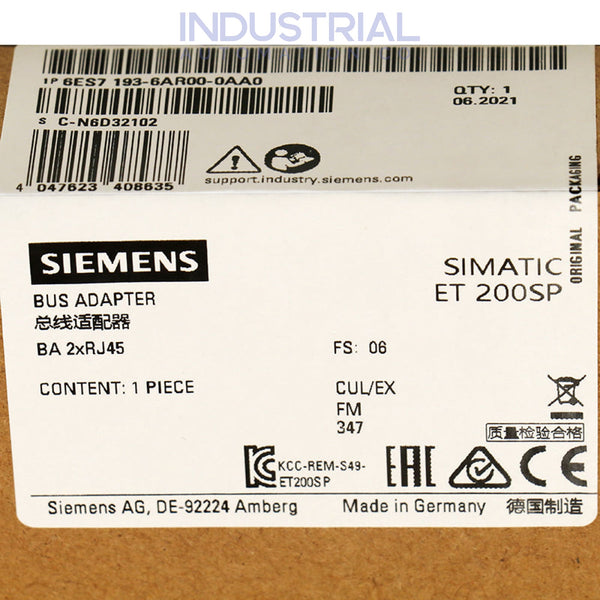 INDUSTRIAL
1P 6ES7 193-6AR00-0AA0
QTY: 1
06.2021
S C-N6D32102
4 047623 408635
support.industry.siemens.com
ORIGINAL PACKAGING
SIEMENS
SIMATIC
ET 200SP
BUS ADAPTER
总线适配器
BA 2xRJ45
FS: 06
CONTENT: 1 PIECE
CUL/EX
FM
347
质量检验合格
KCC-REM-S49-
ET200SP
EAC
CE
Siemens AG, DE-92224 Amberg
Made in Germany
德国制造